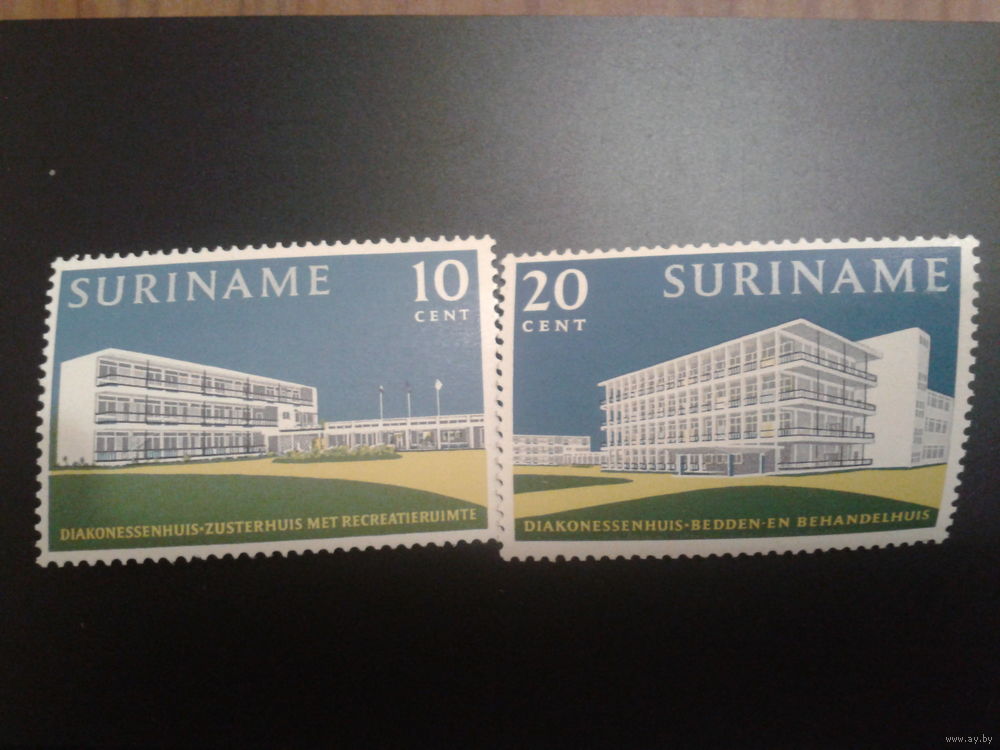 SURINAME
10
CENT
DIAKONESSENHUIS·ZUSTERHUIS MET RECREATIERUIMTE
20
CENT
SURINAME
DIAKONESSENHUIS·BEDDEN-EN BEHANDELHUIS
www.ay.by